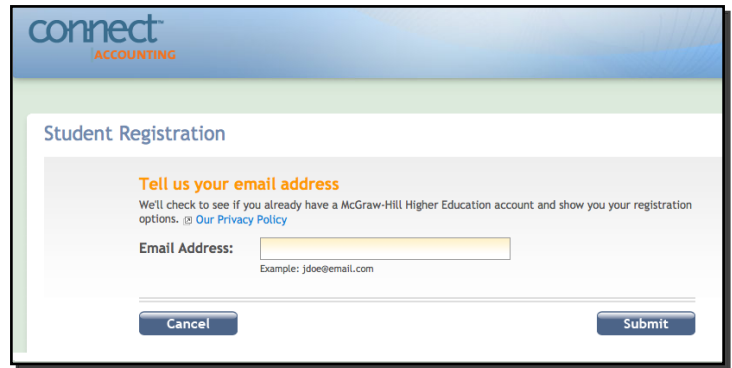 connect™
ACCOUNTING
Student Registration
Tell us your email address
We'll check to see if you already have a McGraw-Hill Higher Education account and show you your registration
options. Our Privacy Policy
Email Address:
Example: jdoe@email.com
Cancel
Submit